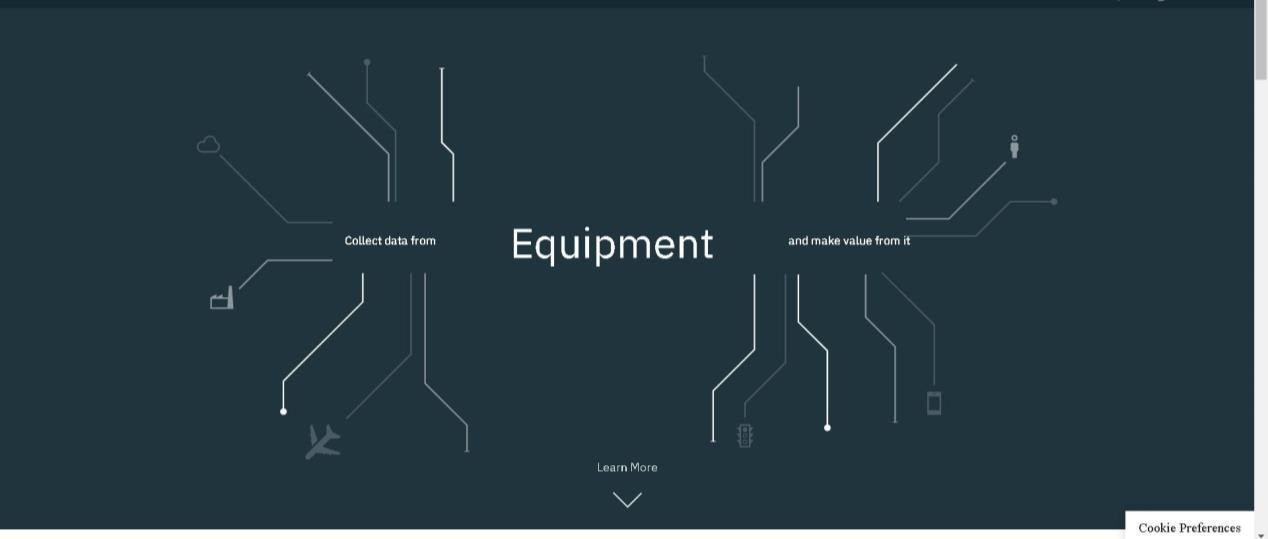 Collect data from Equipment and make value from it
Learn More
Cookie Preferences